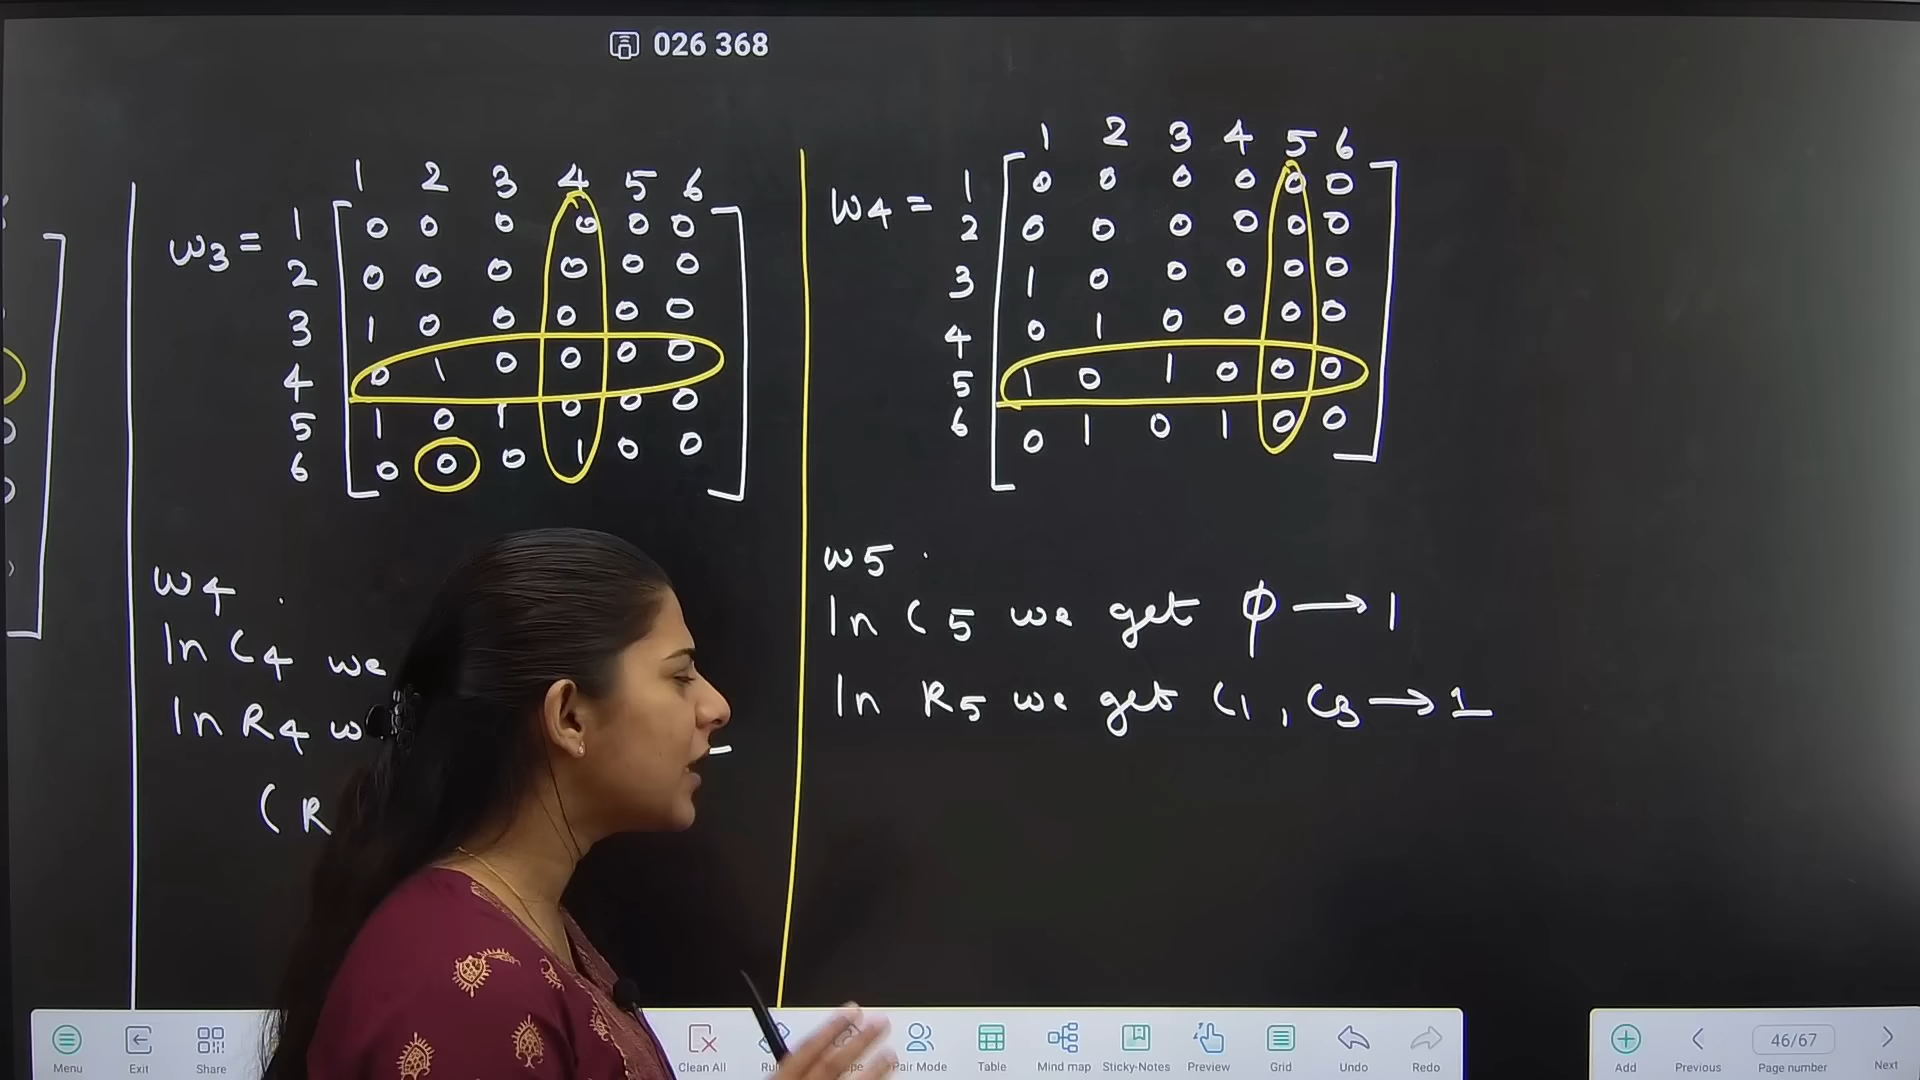 026 368
1 2 3 4 5 6
w3 =
1 0 0 0 0 0 0
2 0 0 0 0 0 0
3 1 0 0 0 0 0
4 0 1 0 0 0 0
5 1 0 1 0 0 0
6 0 0 0 1 0 0
w4
In C4 we
In R4 w
(R
1 2 3 4 5 6
w4 =
1 0 0 0 0 0 0
2 0 0 0 0 0 0
3 1 0 0 0 0 0
4 0 1 0 0 0 0
5 1 0 1 0 0 0
6 0 1 0 1 0 0
w5
In C5 we get ϕ → 1
In R5 we get C1, C3 → 1
Menu Exit Share Clean All Pair Mode Table Mind map Sticky-Notes Preview Grid Undo Redo Add Previous 46/67 Page number Next